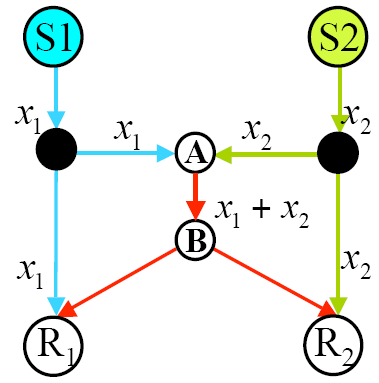 S1 S2
x₁ x₂
x₁ x₂
A
x₁ + x₂
B
x₁ x₂
R₁ R₂